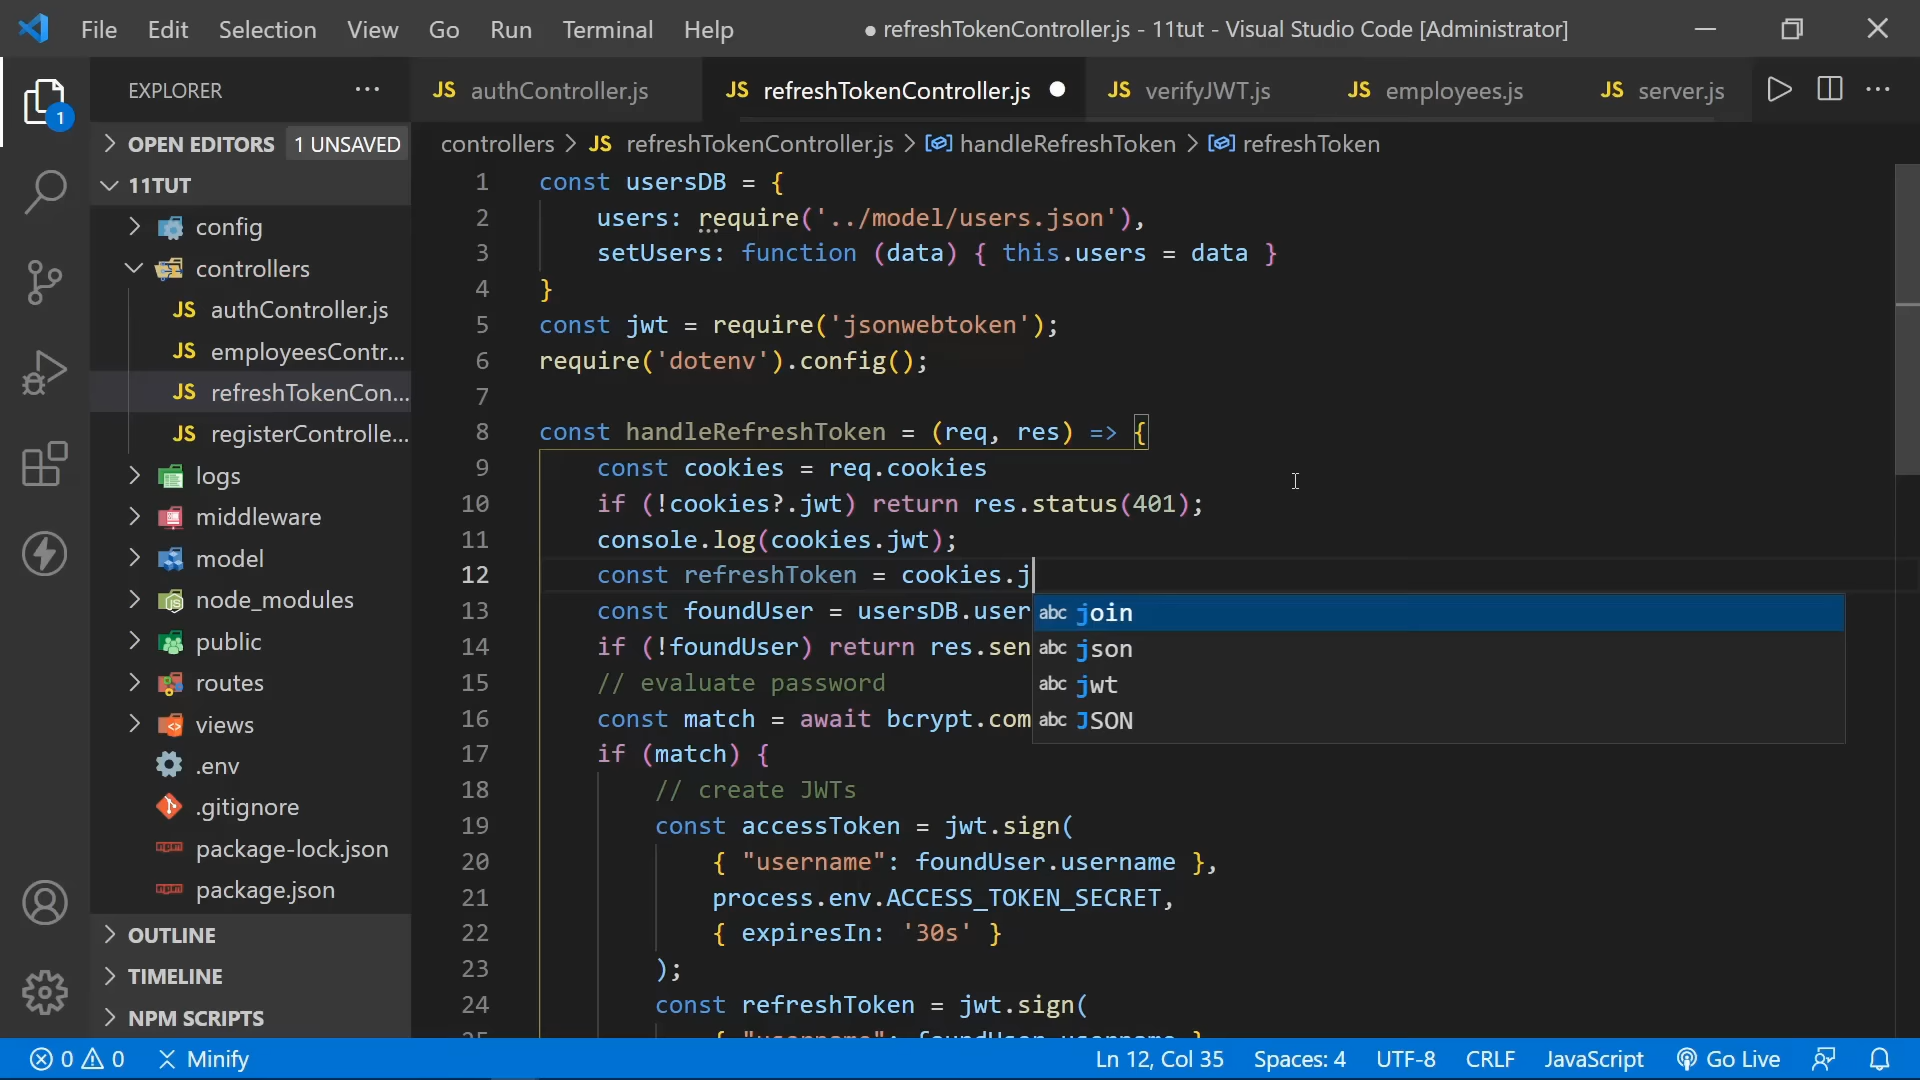 File Edit Selection View Go Run Terminal Help ● refreshTokenController.js - 11tut - Visual Studio Code [Administrator]
EXPLORER ···
JS authController.js JS refreshTokenController.js ● JS verifyJWT.js JS employees.js JS server.js
1
OPEN EDITORS 1 UNSAVED
controllers > JS refreshTokenController.js > handleRefreshToken > refreshToken
11TUT
config
controllers
JS authController.js
JS employeesContr...
JS refreshTokenCon...
JS registerControlle...
logs
middleware
model
node_modules
public
routes
views
.env
.gitignore
package-lock.json
package.json
OUTLINE
TIMELINE
NPM SCRIPTS
1 const usersDB = {
2 users: require('../model/users.json'),
3 setUsers: function (data) { this.users = data }
4 }
5 const jwt = require('jsonwebtoken');
6 require('dotenv').config();
7
8 const handleRefreshToken = (req, res) => {
9 const cookies = req.cookies
10 if (!cookies?.jwt) return res.status(401);
11 console.log(cookies.jwt);
12 const refreshToken = cookies.j
13 const foundUser = usersDB.user
14 if (!foundUser) return res.sen
15 // evaluate password
16 const match = await bcrypt.com
17 if (match) {
18 // create JWTs
19 const accessToken = jwt.sign(
20 { "username": foundUser.username },
21 process.env.ACCESS_TOKEN_SECRET,
22 { expiresIn: '30s' }
23 );
24 const refreshToken = jwt.sign(
25 { "username": foundUser.username }
abc join
abc json
abc jwt
abc JSON
0 0 Minify Ln 12, Col 35 Spaces: 4 UTF-8 CRLF JavaScript Go Live